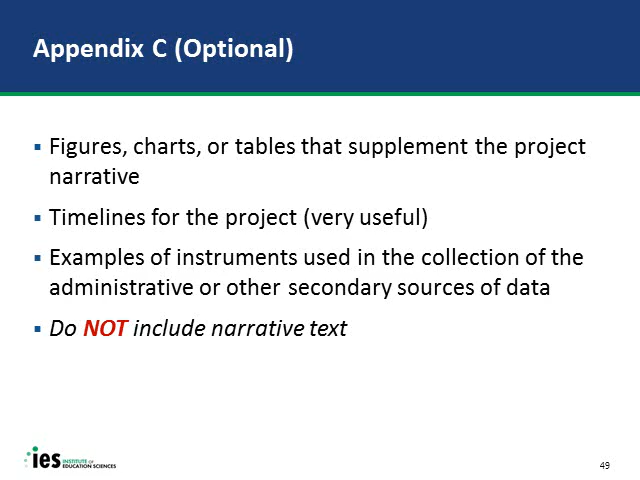 Appendix C (Optional)
▪ Figures, charts, or tables that supplement the project
narrative
▪ Timelines for the project (very useful)
▪ Examples of instruments used in the collection of the
administrative or other secondary sources of data
▪ Do NOT include narrative text
ies INSTITUTE OF
EDUCATION SCIENCES
49